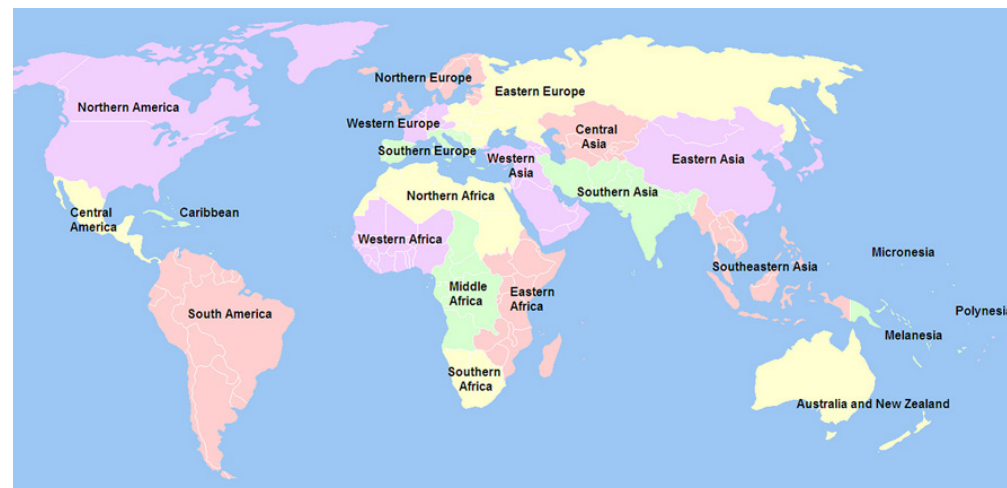 Northern Europe
Eastern Europe
Northern America
Western Europe
Central
Asia
Southern Europe
Western
Asia
Eastern Asia
Northern Africa
Southern Asia
Central
America
Caribbean
Western Africa
Micronesia
Southeastern Asia
Middle
Africa
Eastern
Africa
South America
Polynesia
Melanesia
Southern
Africa
Australia and New Zealand